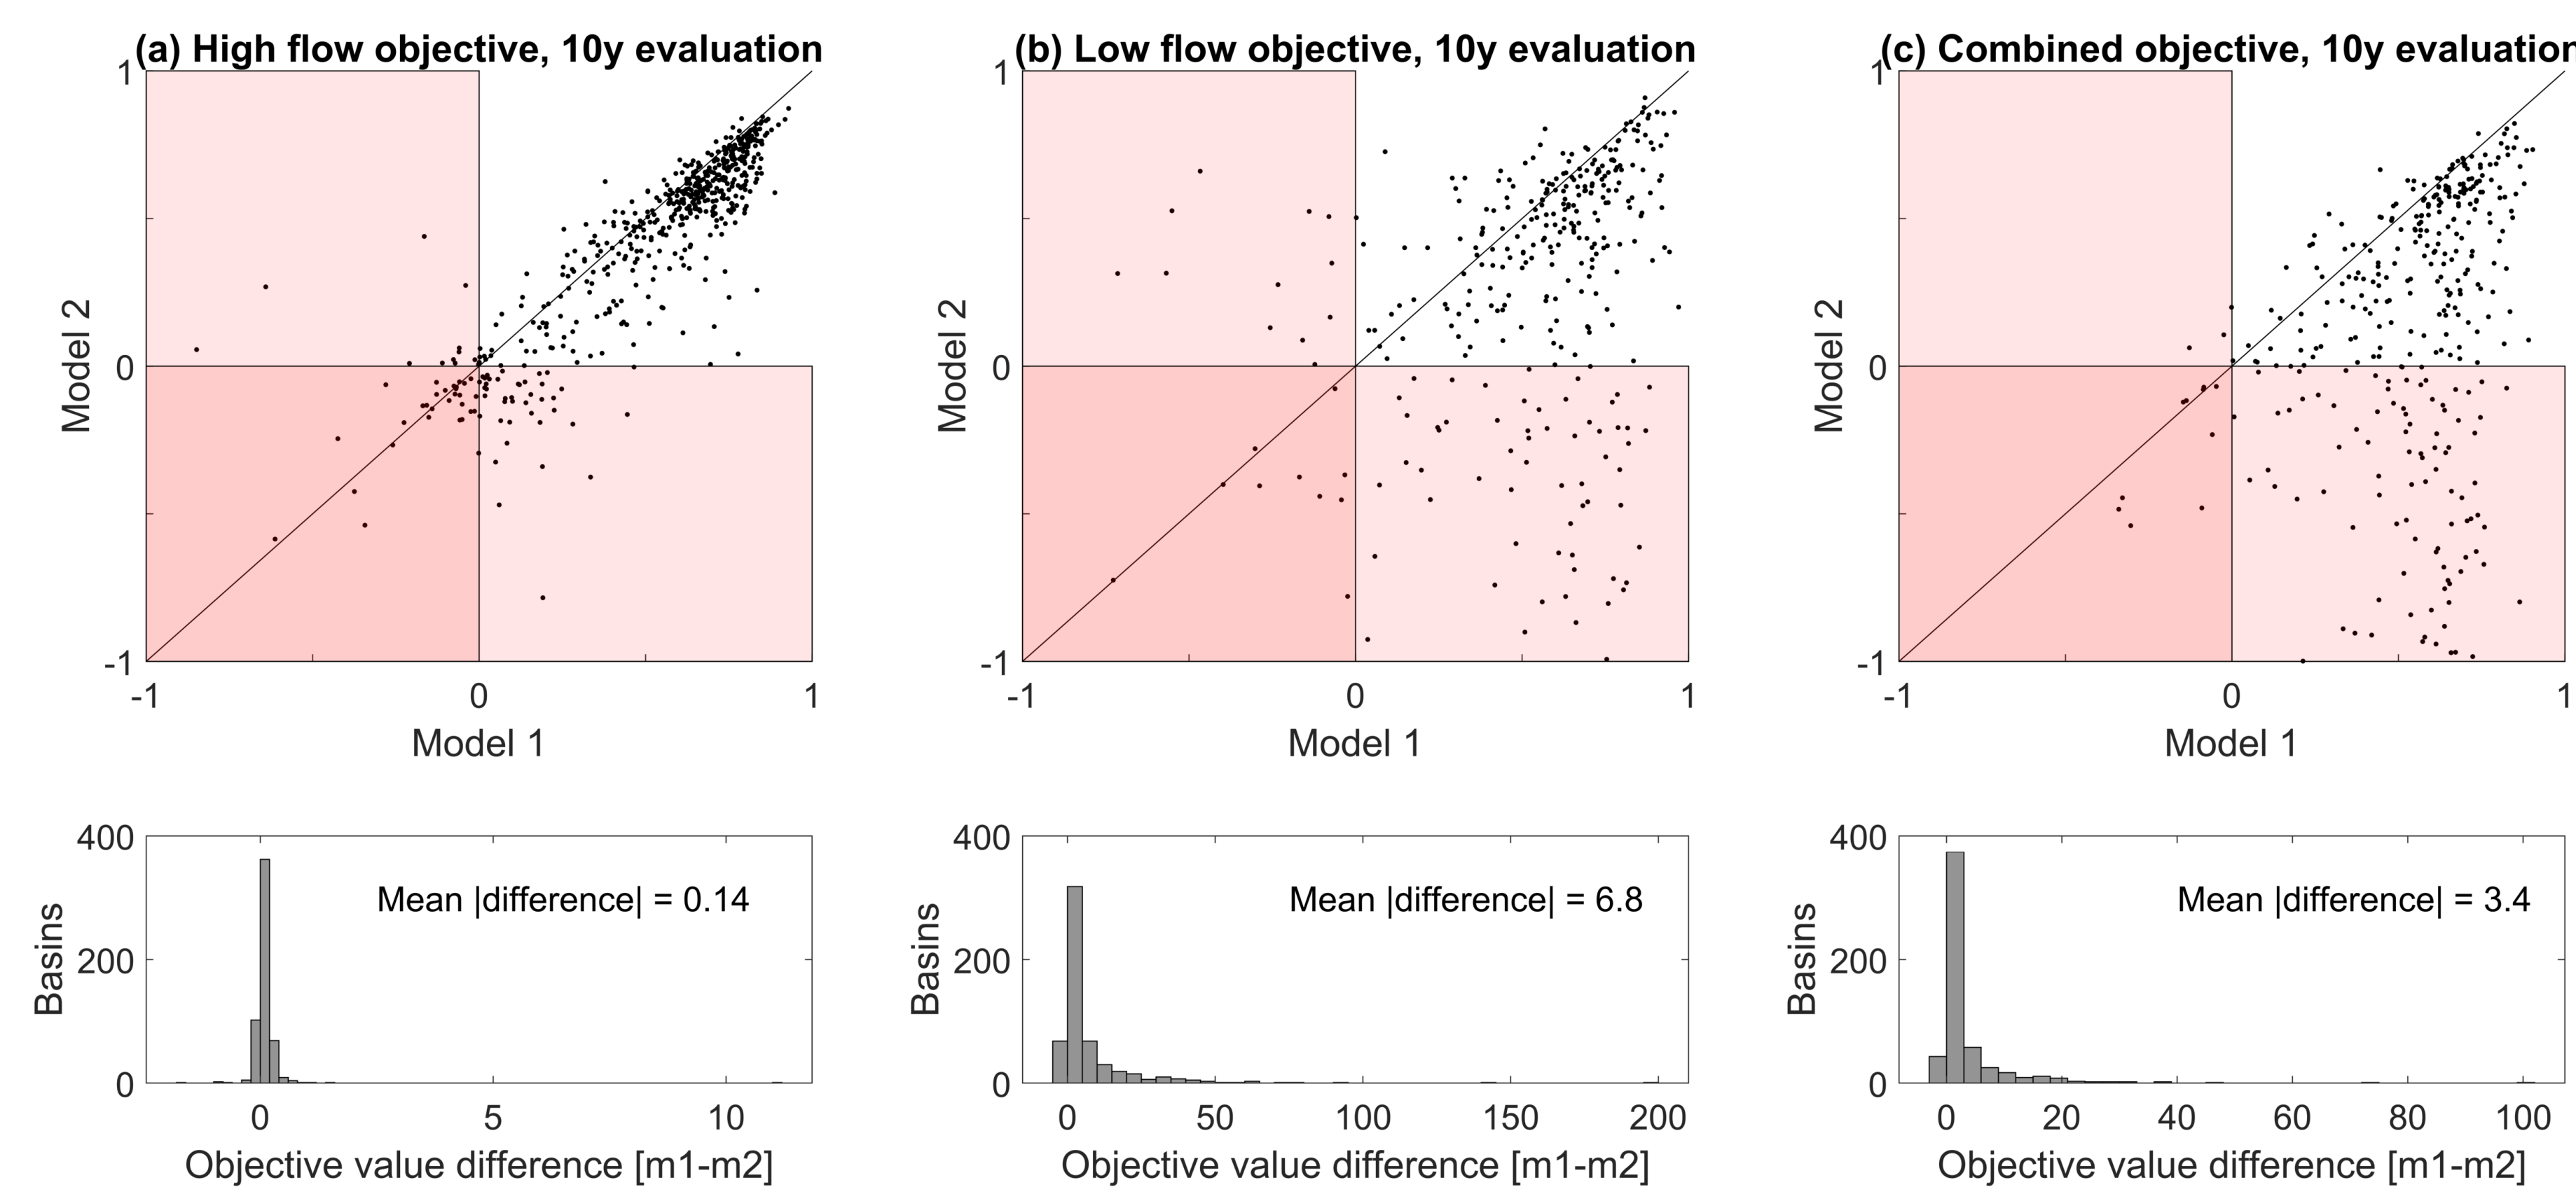 (a) High flow objective, 10y evaluation
1
0
-1
Model 2
-1 0 1
Model 1
(b) Low flow objective, 10y evaluation
1
0
-1
Model 2
-1 0 1
Model 1
(c) Combined objective, 10y evaluation
1
0
-1
Model 2
-1 0 1
Model 1
400
200
0
Basins
Mean |difference| = 0.14
0 5 10
Objective value difference [m1-m2]
400
200
0
Basins
Mean |difference| = 6.8
0 50 100 150 200
Objective value difference [m1-m2]
400
200
0
Basins
Mean |difference| = 3.4
0 20 40 60 80 100
Objective value difference [m1-m2]